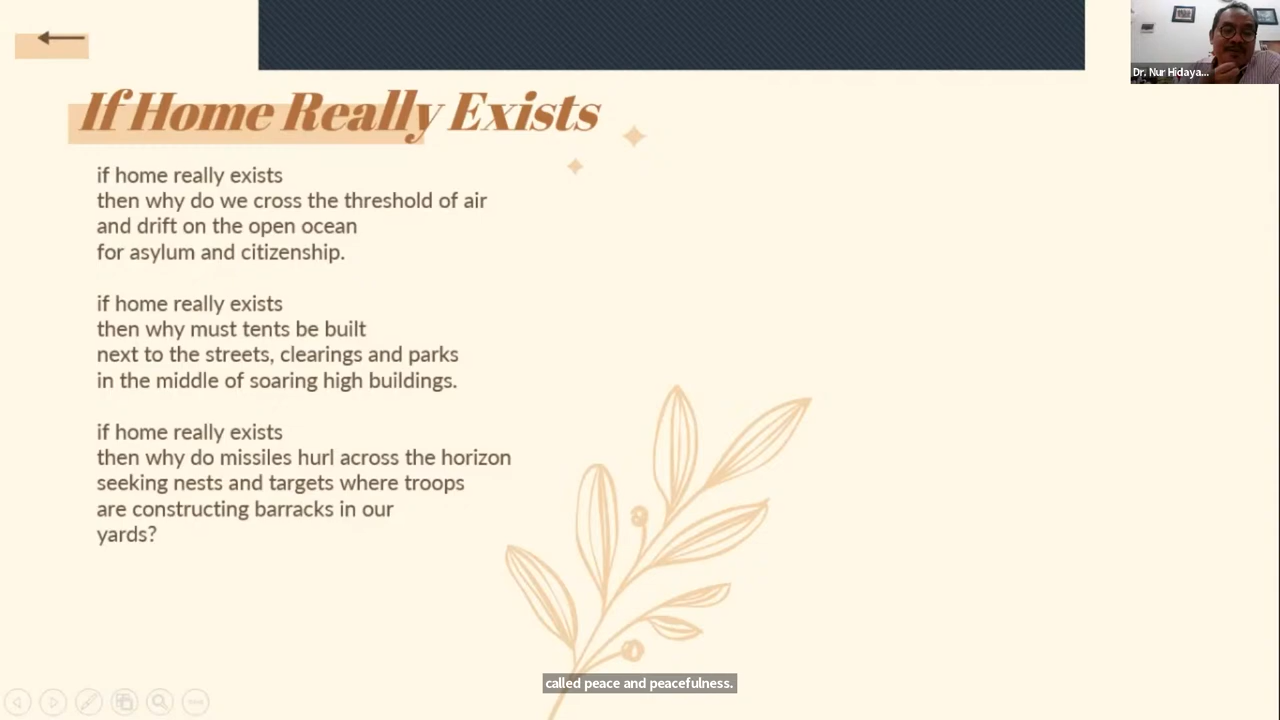 If Home Really Exists
if home really exists
then why do we cross the threshold of air
and drift on the open ocean
for asylum and citizenship.
if home really exists
then why must tents be built
next to the streets, clearings and parks
in the middle of soaring high buildings.
if home really exists
then why do missiles hurl across the horizon
seeking nests and targets where troops
are constructing barracks in our
yards?
Dr. Nur Hidaya...
called peace and peacefulness.